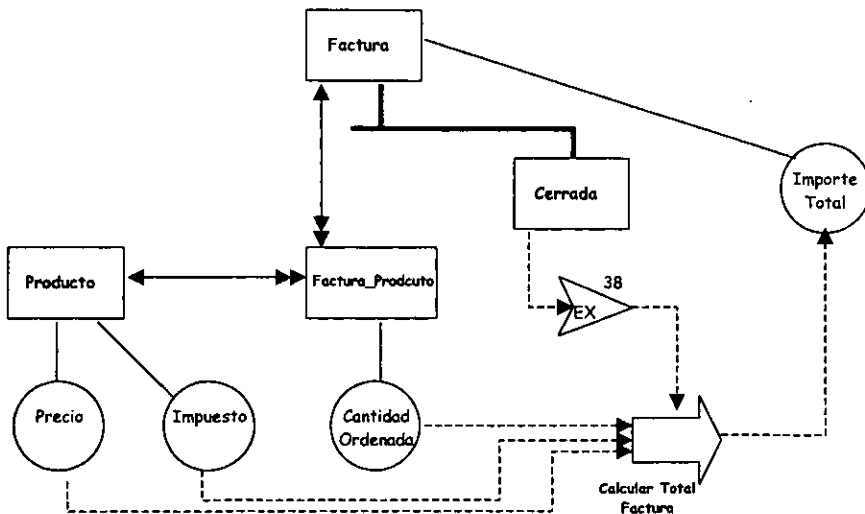 Factura
Importe
Total
Cerrada
Producto
Factura_Prodcuto
38
EX
Precio
Impuesto
Cantidad
Ordenada
Calcular Total
Factura